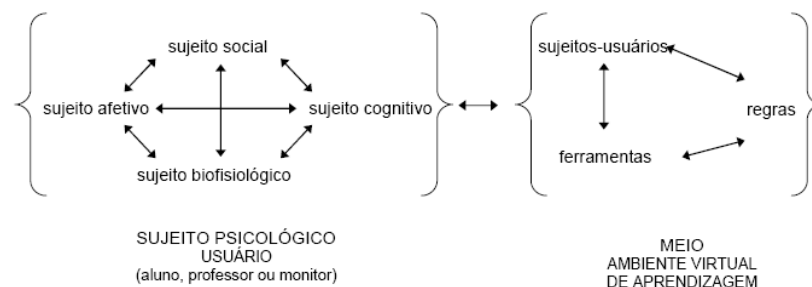 sujeito social
sujeito afetivo
sujeito cognitivo
sujeito biofisiológico
sujeitos-usuários
regras
ferramentas
SUJEITO PSICOLÓGICO
USUÁRIO
(aluno, professor ou monitor)
MEIO
AMBIENTE VIRTUAL
DE APRENDIZAGEM